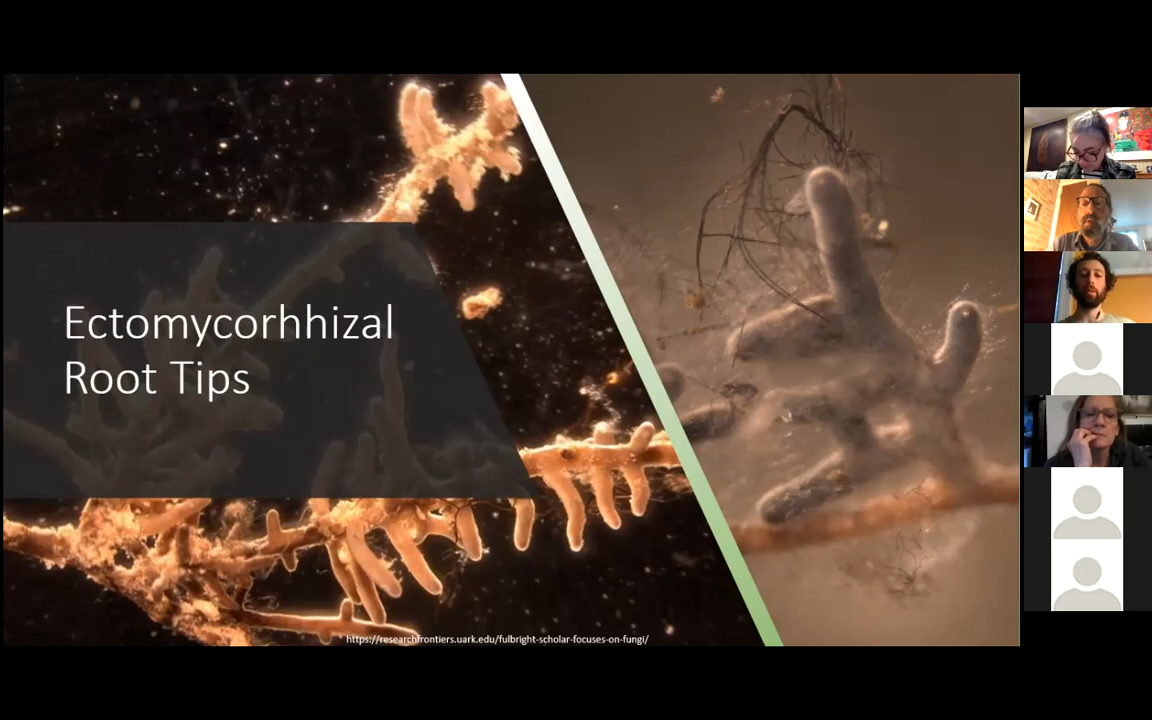 Ectomycorhhizal
Root Tips
https://researchfrontiers.uark.edu/fulbright-scholar-focuses-on-fungi/